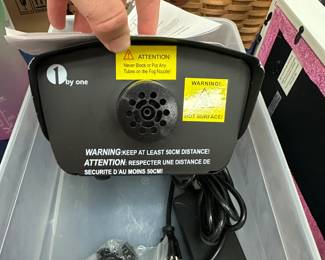 1 by one
ATTENTION
Never Block or Put Any
Tubes on the Fog Nozzle!
WARNING!
HOT SURFACE!
WARNING:KEEP AT LEAST 50CM DISTANCE!
ATTENTION: RESPECTER UNE DISTANCE DE
SECURITE D'AU MOINS 50CM!